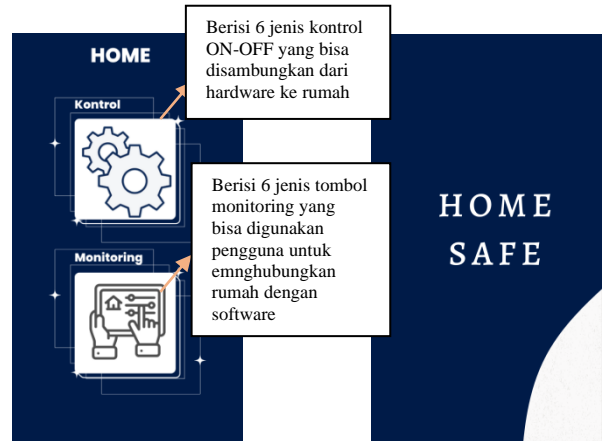 HOME
Kontrol
Berisi 6 jenis kontrol
ON-OFF yang bisa
disambungkan dari
hardware ke rumah
Monitoring
Berisi 6 jenis tombol
monitoring yang
bisa digunakan
pengguna untuk
emnghubungkan
rumah dengan
software
HOME
SAFE